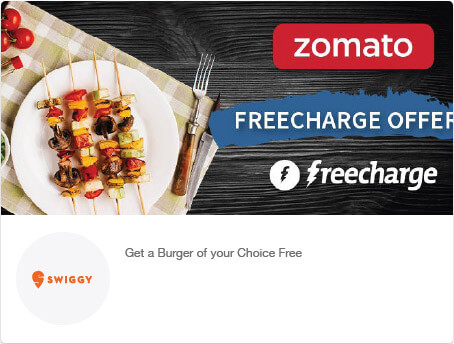 zomato
FREECHARGE OFFER
freecharge
SWIGGY
Get a Burger of your Choice Free